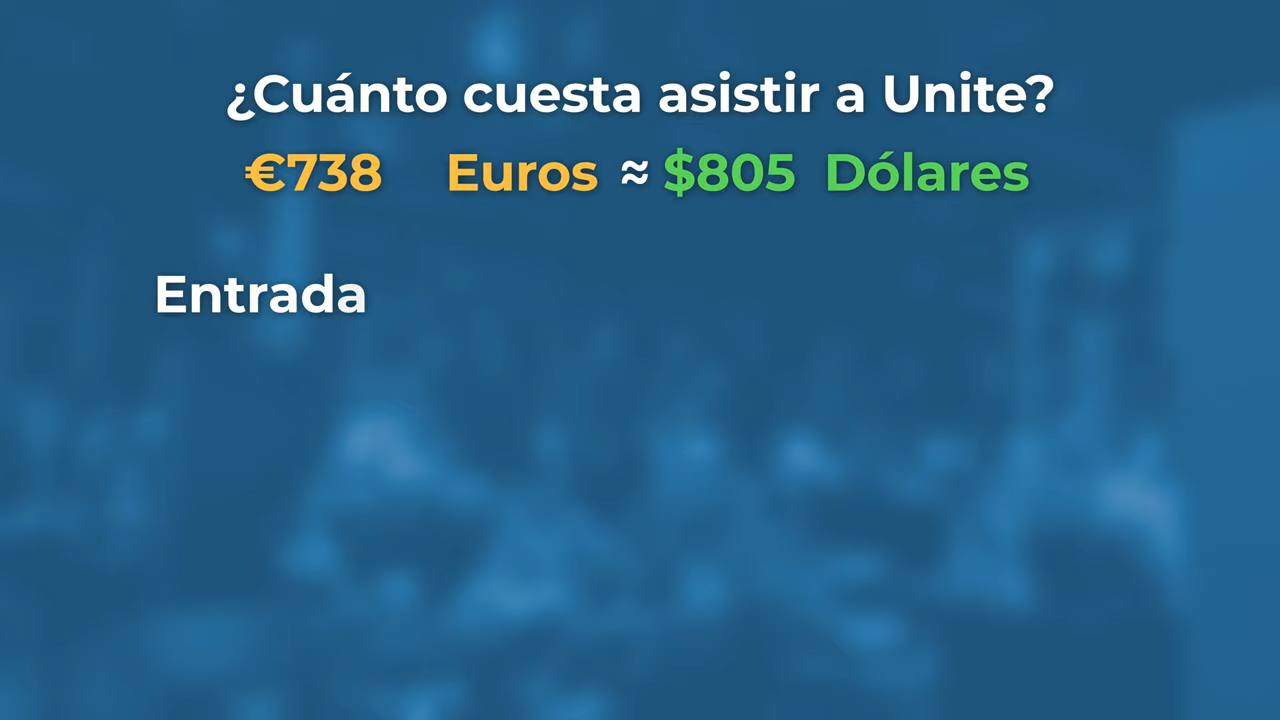 ¿Cuánto cuesta asistir a Unite?
€738 Euros ≈ $805 Dólares
Entrada